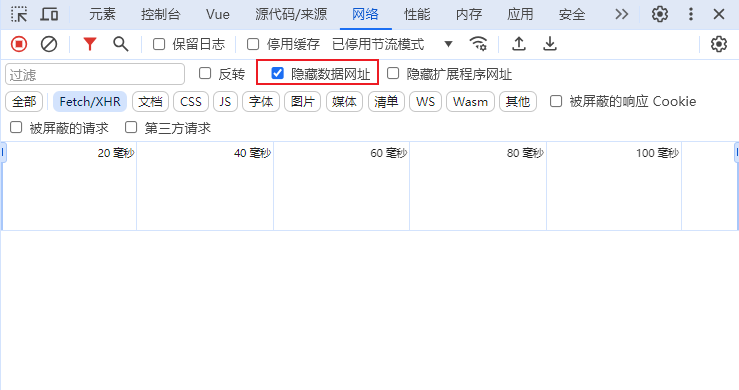 元素 控制台 Vue 源代码/来源 网络 性能 内存 应用 安全
保留日志 停用缓存 已停用节流模式
过滤 反转 隐藏数据网址 隐藏扩展程序网址
全部 Fetch/XHR 文档 CSS JS 字体 图片 媒体 清单 WS Wasm 其他 被屏蔽的响应 Cookie
被屏蔽的请求 第三方请求
20 毫秒 40 毫秒 60 毫秒 80 毫秒 100 毫秒